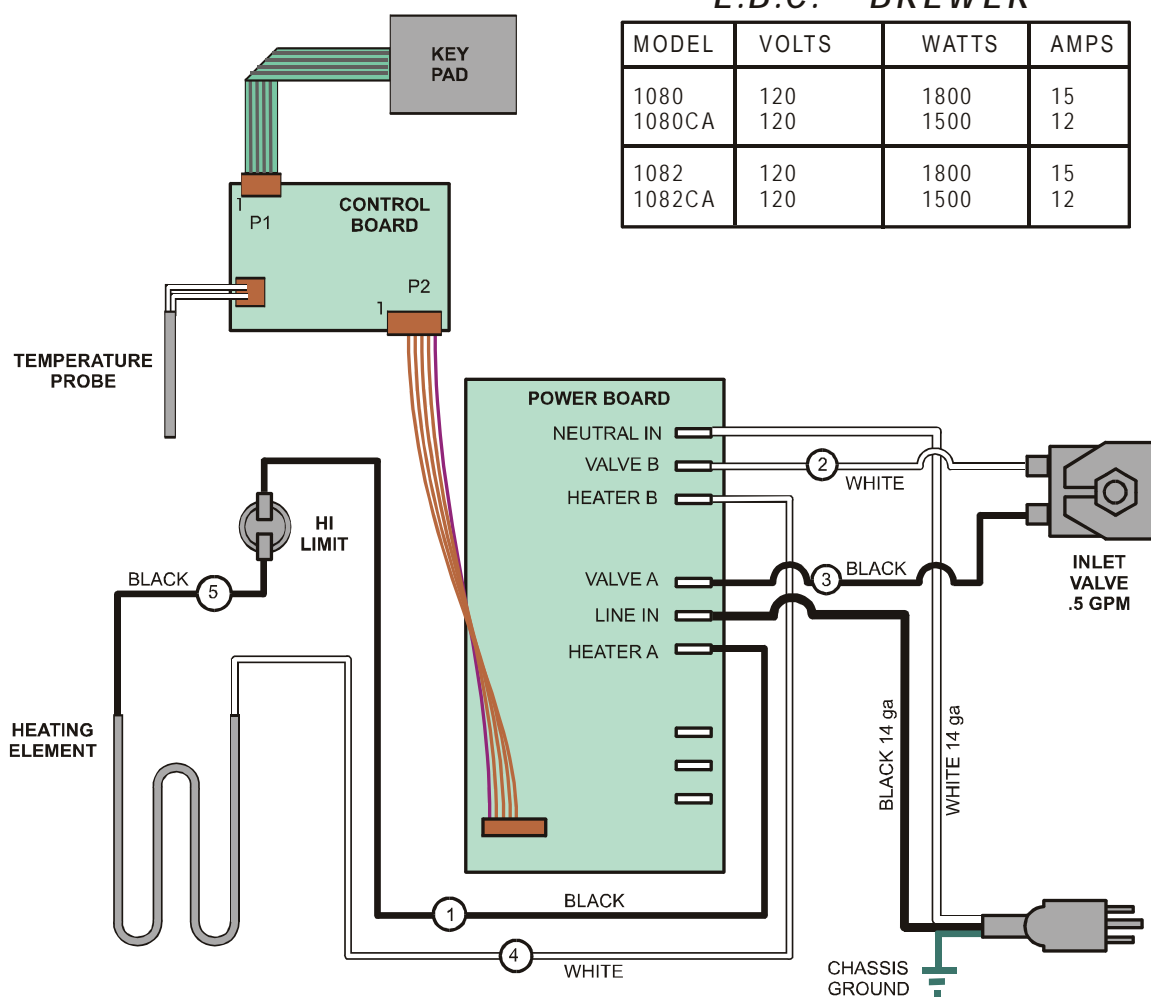 BREWER
MODEL VOLTS WATTS AMPS
1080 120 1800 15
1080CA 120 1500 12
1082 120 1800 15
1082CA 120 1500 12
KEY
PAD
1
P1
CONTROL
BOARD
P2
1
TEMPERATURE
PROBE
POWER BOARD
NEUTRAL IN
VALVE B
HEATER B
VALVE A
LINE IN
HEATER A
2
WHITE
3
BLACK
INLET
VALVE
.5 GPM
HI
LIMIT
BLACK
5
HEATING
ELEMENT
BLACK 14 ga
WHITE 14 ga
1
BLACK
4
WHITE
CHASSIS
GROUND